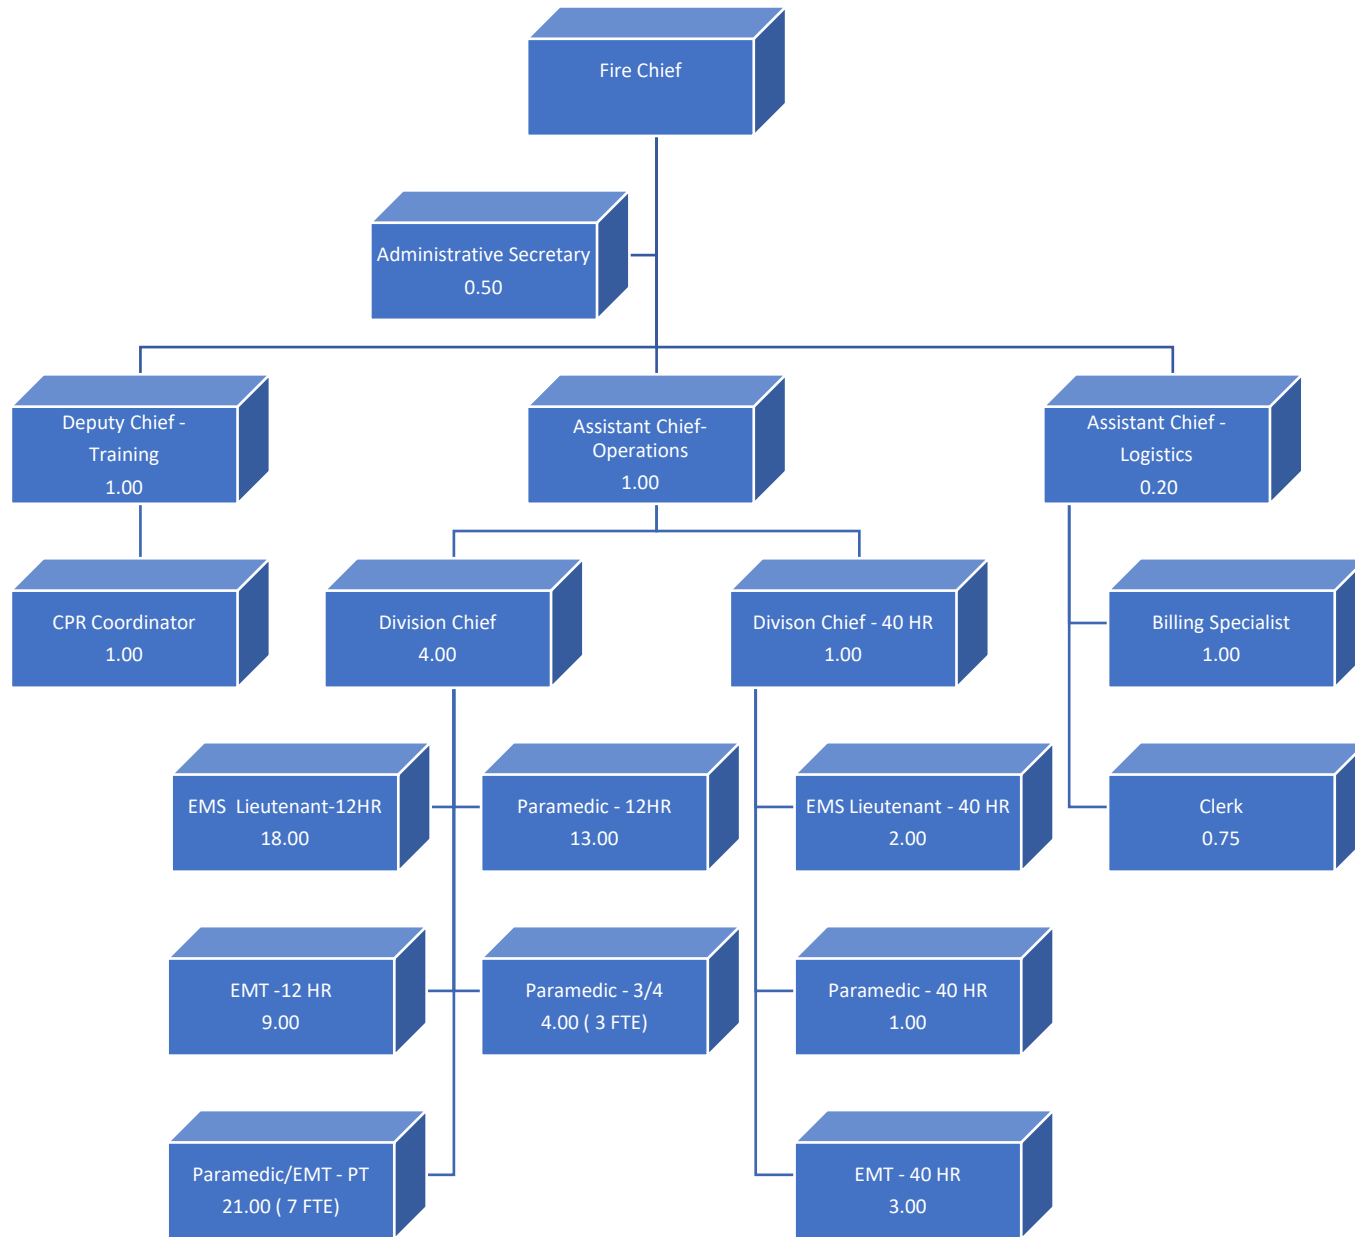 Fire Chief
Administrative Secretary
0.50
Deputy Chief -
Training
1.00
Assistant Chief-
Operations
1.00
Assistant Chief -
Logistics
0.20
CPR Coordinator
1.00
Division Chief
4.00
Divison Chief - 40 HR
1.00
Billing Specialist
1.00
EMS  Lieutenant-12HR
18.00
Paramedic - 12HR
13.00
EMS Lieutenant - 40 HR
2.00
Clerk
0.75
EMT -12 HR
9.00
Paramedic - 3/4
4.00 ( 3 FTE)
Paramedic - 40 HR
1.00
Paramedic/EMT - PT
21.00 ( 7 FTE)
EMT - 40 HR
3.00